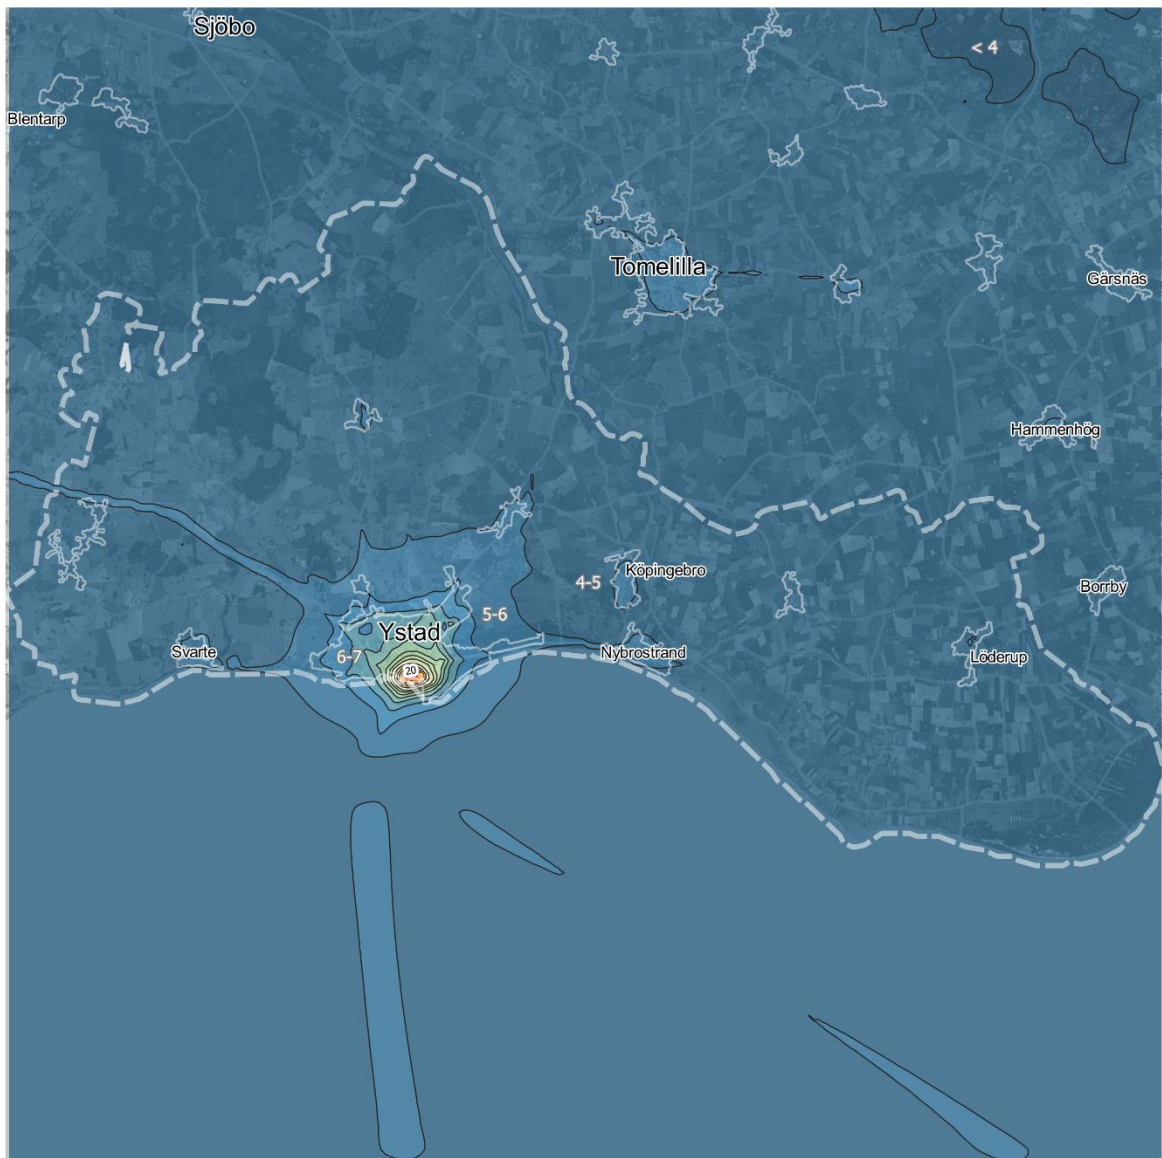 Sjöbo
< 4
Blentarp
Tomelilla
Gärsnäs
Hammenhög
Köpingebro
4-5
Borrby
5-6
Ystad
Svarte
6-7
Nybrostrand
Löderup
20